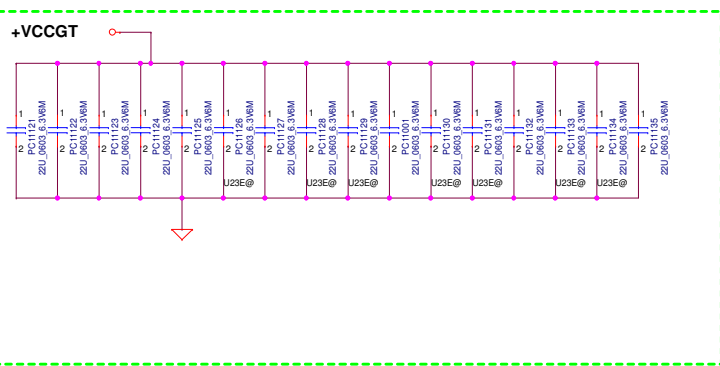 +VCCGT
1
2
PC11121
22U_0603_6.3V6M
1
2
PC11122
22U_0603_6.3V6M
1
2
PC11123
22U_0603_6.3V6M
1
2
PC11124
22U_0603_6.3V6M
1
2
PC11125
22U_0603_6.3V6M
1
2
PC11126
22U_0603_6.3V6M
U23E@
1
2
PC11127
22U_0603_6.3V6M
1
2
PC11128
22U_0603_6.3V6M
U23E@
1
2
PC11129
22U_0603_6.3V6M
U23E@
1
2
PC11001
22U_0603_6.3V6M
1
2
PC11130
22U_0603_6.3V6M
U23E@
1
2
PC11131
22U_0603_6.3V6M
U23E@
1
2
PC11132
22U_0603_6.3V6M
1
2
PC11133
22U_0603_6.3V6M
U23E@
1
2
PC11134
22U_0603_6.3V6M
U23E@
1
2
PC11135
22U_0603_6.3V6M